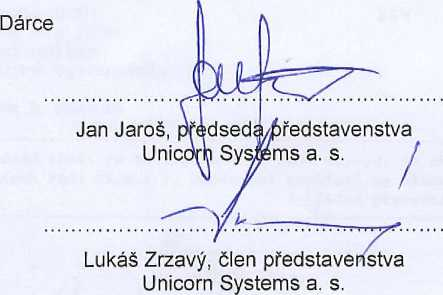 Dárce
Jan Jaroš, předseda představenstva
Unicorn Systems a. s.
Lukáš Zrzavý, člen představenstva
Unicorn Systems a. s.